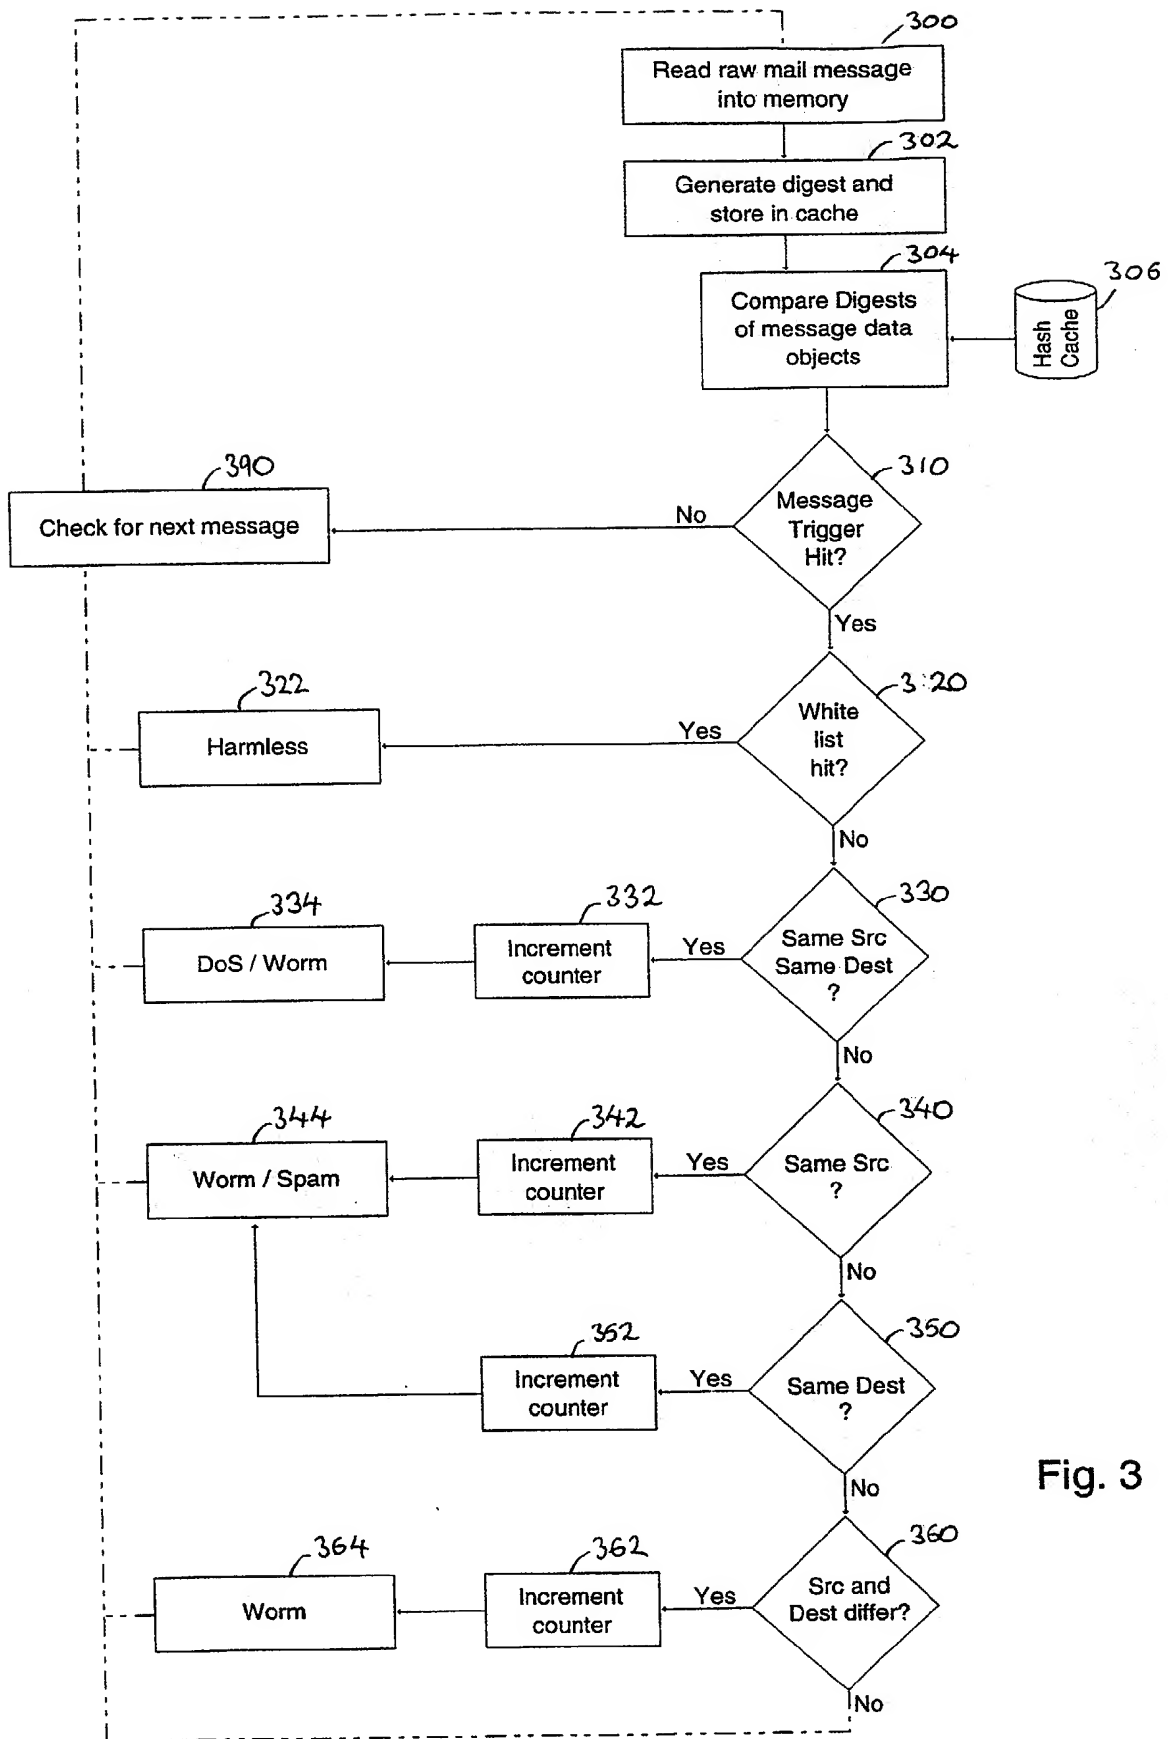 300
Read raw mail message
into memory
302
Generate digest and
store in cache
304
Compare Digests
of message data
objects
306
Hash
Cache
310
Message
Trigger
Hit?
No
390
Check for next message
Yes
320
White
list
hit?
Yes
322
Harmless
No
330
Same Src
Same Dest
?
Yes
332
Increment
counter
334
DoS / Worm
No
340
Same Src
?
Yes
342
Increment
counter
344
Worm / Spam
No
350
Same Dest
?
Yes
352
Increment
counter
No
360
Src and
Dest differ?
Yes
362
Increment
counter
364
Worm
No
Fig. 3